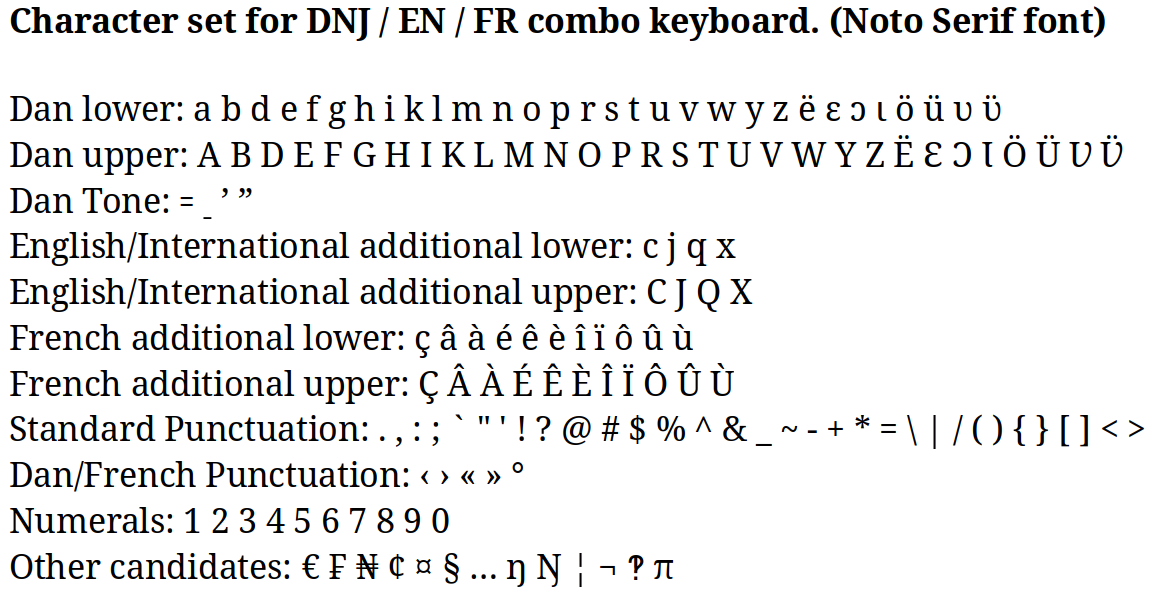 Character set for DNJ / EN / FR combo keyboard. (Noto Serif font)
Dan lower: a b d e f g h i k l m n o p r s t u v w y z ë ɛ ɔ ɩ ö ü ʋ ʋ̈
Dan upper: A B D E F G H I K L M N O P R S T U V W Y Z Ë Ɛ Ɔ Ɩ Ö Ü Ʋ Ʋ̈
Dan Tone: ꞊ ˍ ’ ”
English/International additional lower: c j q x
English/International additional upper: C J Q X
French additional lower: ç â à é ê è î ï ô û ù
French additional upper: Ç Â À É Ê È Î Ï Ô Û Ù
Standard Punctuation: . , : ; ` " ' ! ? @ # $ % ^ & _ ~ - + * = \ | / ( ) { } [ ] < >
Dan/French Punctuation: ‹ › « » °
Numerals: 1 2 3 4 5 6 7 8 9 0
Other candidates: € ₣ ₦ ₵ ¤ § … ŋ Ŋ ¦ ¬ ‽ π